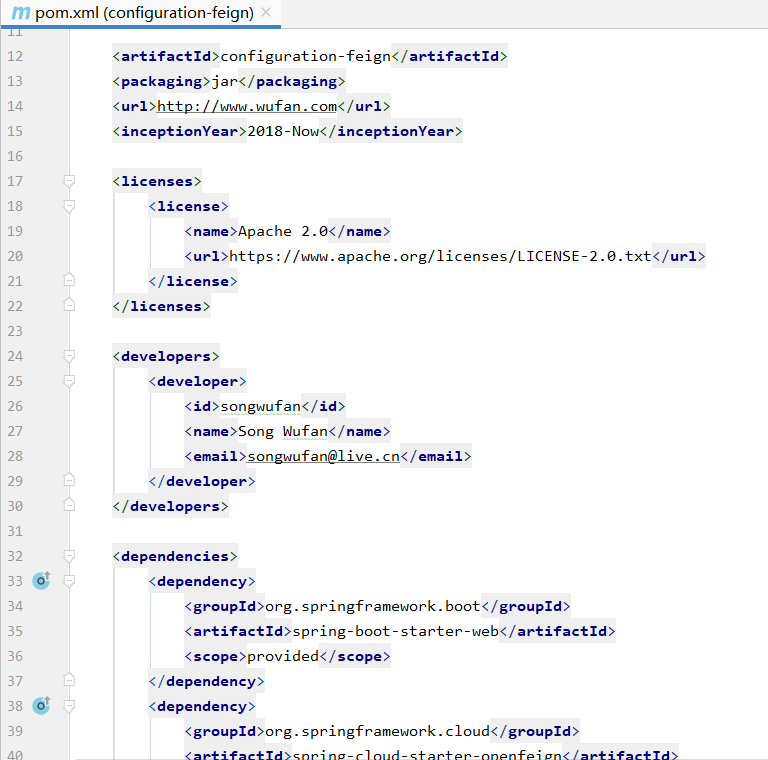 m pom.xml (configuration-feign) ×
11
12 <artifactId>configuration-feign</artifactId>
13 <packaging>jar</packaging>
14 <url>http://www.wufan.com</url>
15 <inceptionYear>2018-Now</inceptionYear>
16
17 <licenses>
18 <license>
19 <name>Apache 2.0</name>
20 <url>https://www.apache.org/licenses/LICENSE-2.0.txt</url>
21 </license>
22 </licenses>
23
24 <developers>
25 <developer>
26 <id>songwufan</id>
27 <name>Song Wufan</name>
28 <email>songwufan@live.cn</email>
29 </developer>
30 </developers>
31
32 <dependencies>
33 <dependency>
34 <groupId>org.springframework.boot</groupId>
35 <artifactId>spring-boot-starter-web</artifactId>
36 <scope>provided</scope>
37 </dependency>
38 <dependency>
39 <groupId>org.springframework.cloud</groupId>
40 <artifactId>spring-cloud-starter-openfeign</artifactId>